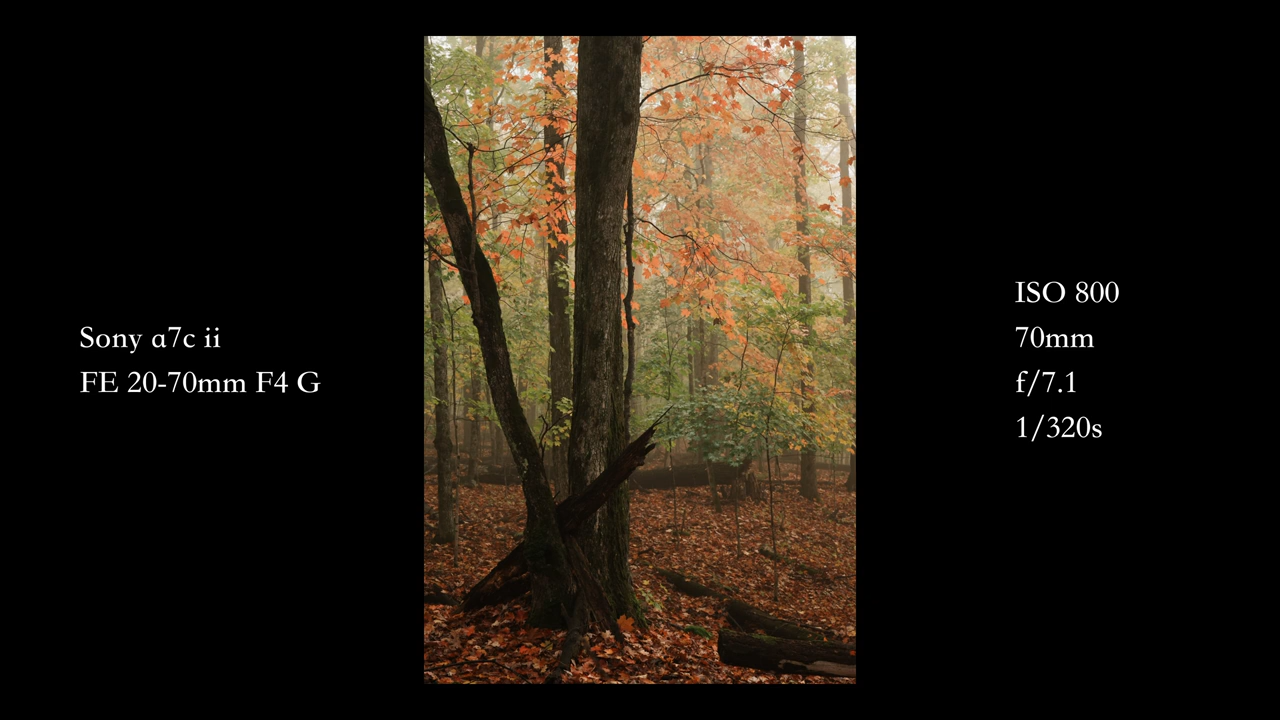 Sony α7c ii
FE 20-70mm F4 G
ISO 800
70mm
f/7.1
1/320s